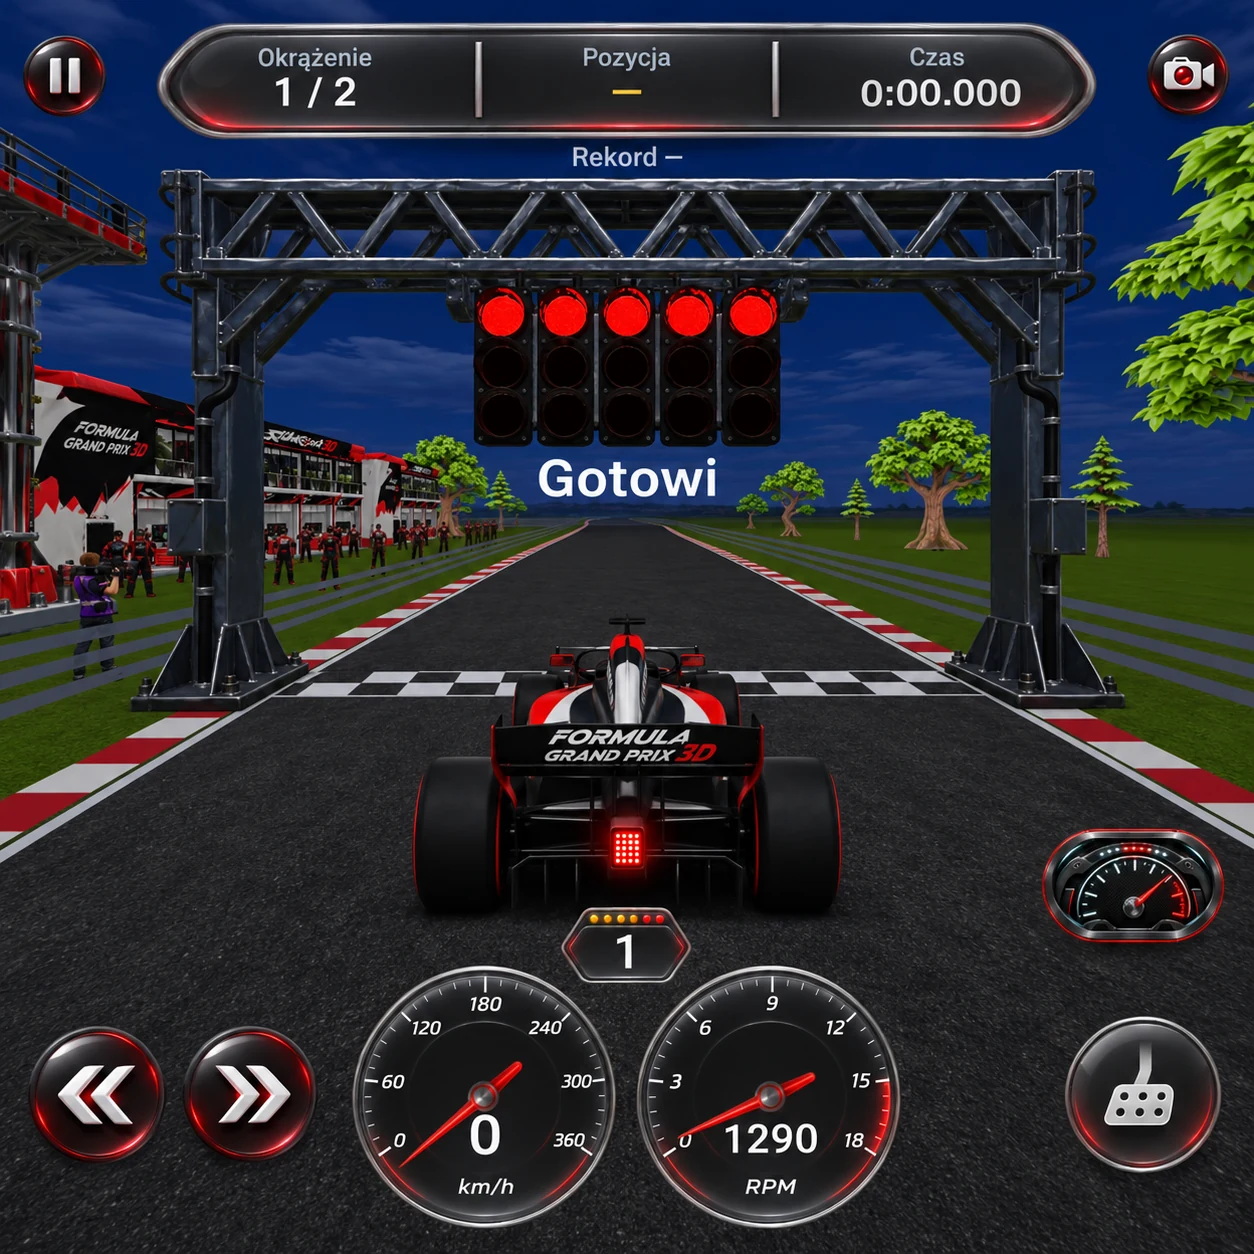 Okrążenie
1 / 2
Pozycja
—
Czas
0:00.000
Rekord —
FORMULA
GRAND PRIX 3D
Gotowi
FORMULA
GRAND PRIX 3D
1
0
60
120
180
240
300
360
0
km/h
0
3
6
9
12
15
18
1290
RPM